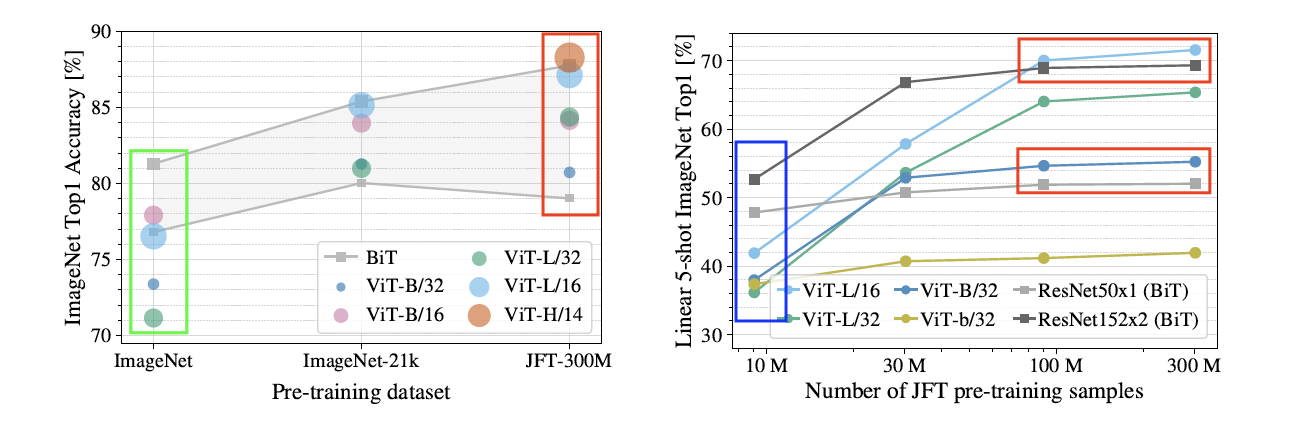 ImageNet Top1 Accuracy [%]
90
85
80
75
70
BiT
ViT-B/32
ViT-B/16
ViT-L/32
ViT-L/16
ViT-H/14
ImageNet
ImageNet-21k
JFT-300M
Pre-training dataset
Linear 5-shot ImageNet Top1 [%]
70
60
50
40
30
ViT-L/16
ViT-L/32
ViT-B/32
ViT-b/32
ResNet50x1 (BiT)
ResNet152x2 (BiT)
10 M
30 M
100 M
300 M
Number of JFT pre-training samples